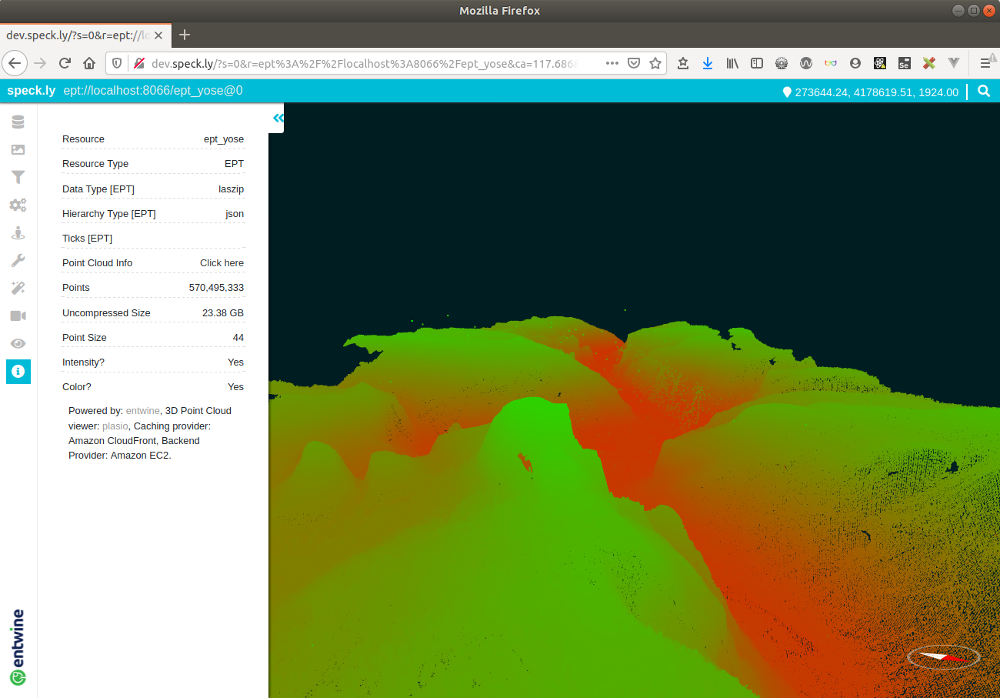 Mozilla Firefox
dev.speck.ly/?s=0&r=ept://lo
dev.speck.ly/?s=0&r=ept%3A%2F%2Flocalhost%3A8066%2Fept_yose&ca=117.686
speck.ly ept://localhost:8066/ept_yose@0
273644.24, 4178619.51, 1924.00
Resource ept_yose
Resource Type EPT
Data Type [EPT] laszip
Hierarchy Type [EPT] json
Ticks [EPT]
Point Cloud Info Click here
Points 570,495,333
Uncompressed Size 23.38 GB
Point Size 44
Intensity? Yes
Color? Yes
Powered by: entwine, 3D Point Cloud
viewer: plasio, Caching provider:
Amazon CloudFront, Backend
Provider: Amazon EC2.
entwine